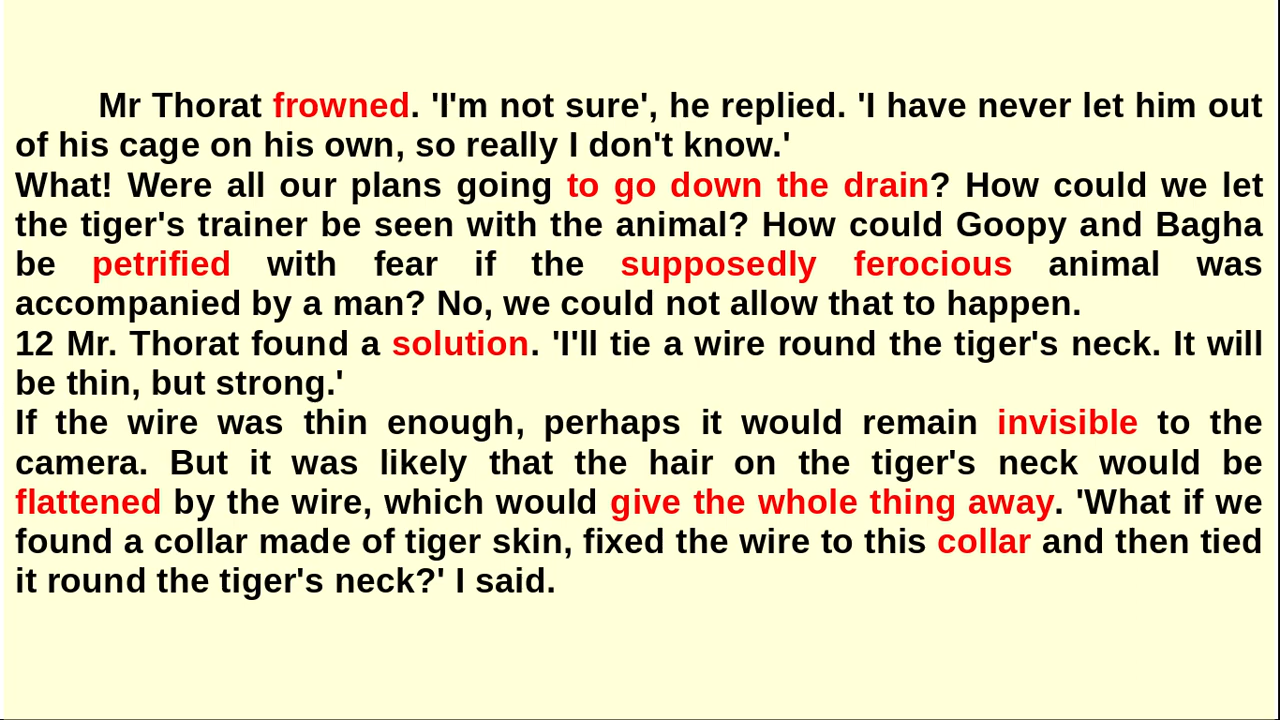 Mr Thorat frowned. 'I'm not sure', he replied. 'I have never let him out
of his cage on his own, so really I don't know.'
What! Were all our plans going to go down the drain? How could we let
the tiger's trainer be seen with the animal? How could Goopy and Bagha
be petrified with fear if the supposedly ferocious animal was
accompanied by a man? No, we could not allow that to happen.
12 Mr. Thorat found a solution. 'I'll tie a wire round the tiger's neck. It will
be thin, but strong.'
If the wire was thin enough, perhaps it would remain invisible to the
camera. But it was likely that the hair on the tiger's neck would be
flattened by the wire, which would give the whole thing away. 'What if we
found a collar made of tiger skin, fixed the wire to this collar and then tied
it round the tiger's neck?' I said.